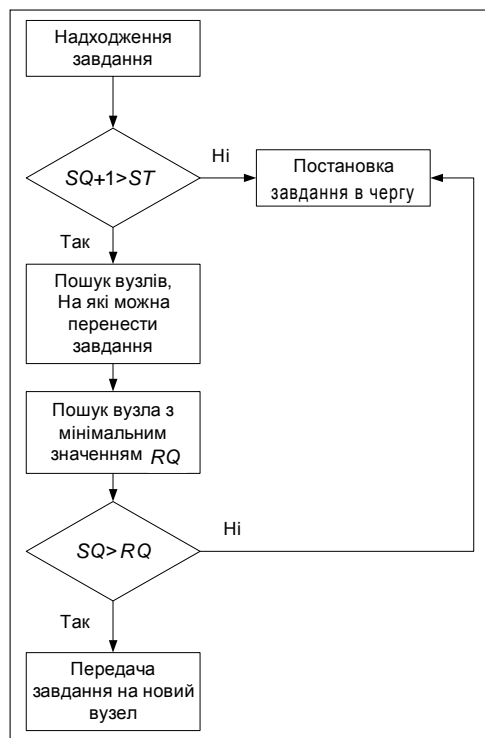 Надходження
завдання
SQ+1>ST
Ні
Постановка
завдання в чергу
Так
Пошук вузлів,
На які можна
перенести
завдання
Пошук вузла з
мінімальним
значенням RQ
SQ>RQ
Ні
Так
Передача
завдання на новий
вузел